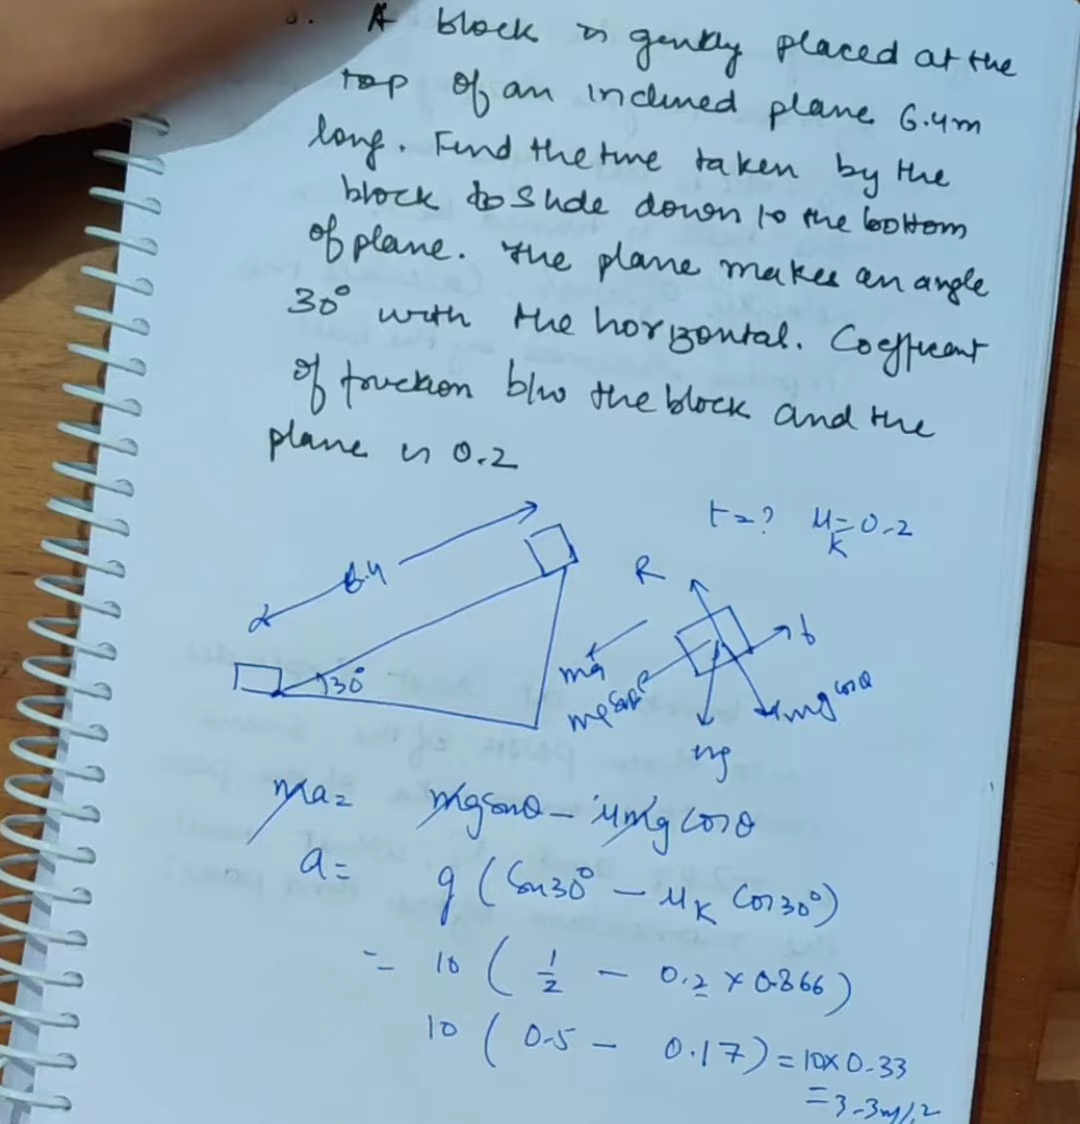 A block is gently placed at the
top of an inclined plane 6.4m
long. Find the time taken by the
block to slide down to the bottom
of plane. The plane makes an angle
30° with the horizontal. Coefficient
of friction b/w the block and the
plane is 0.2
t=? μk=0.2
6.4
30°
R
f
ma
mg sinθ
mg cosθ
mg
ma= mg sinθ - μmg cosθ
a= g (Sin30° - μK Cos30°)
= 10 (1/2 - 0.2 × 0.866)
10 (0.5 - 0.17) = 10×0.33
= 3.3m/s2